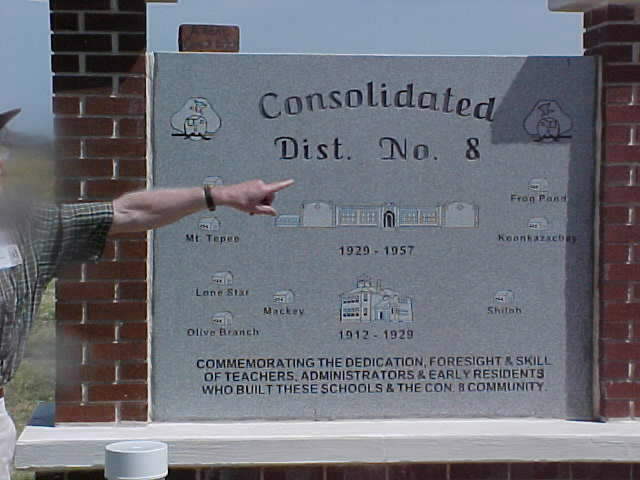 Consolidated
Dist. No. 8
Frog Pond
Mt. Tepee
Koonkazachey
1929 - 1957
Lone Star
Mackey
Shiloh
Olive Branch
1912 - 1929
COMMEMORATING THE DEDICATION, FORESIGHT & SKILL
OF TEACHERS, ADMINISTRATORS & EARLY RESIDENTS
WHO BUILT THESE SCHOOLS & THE CON. 8 COMMUNITY.